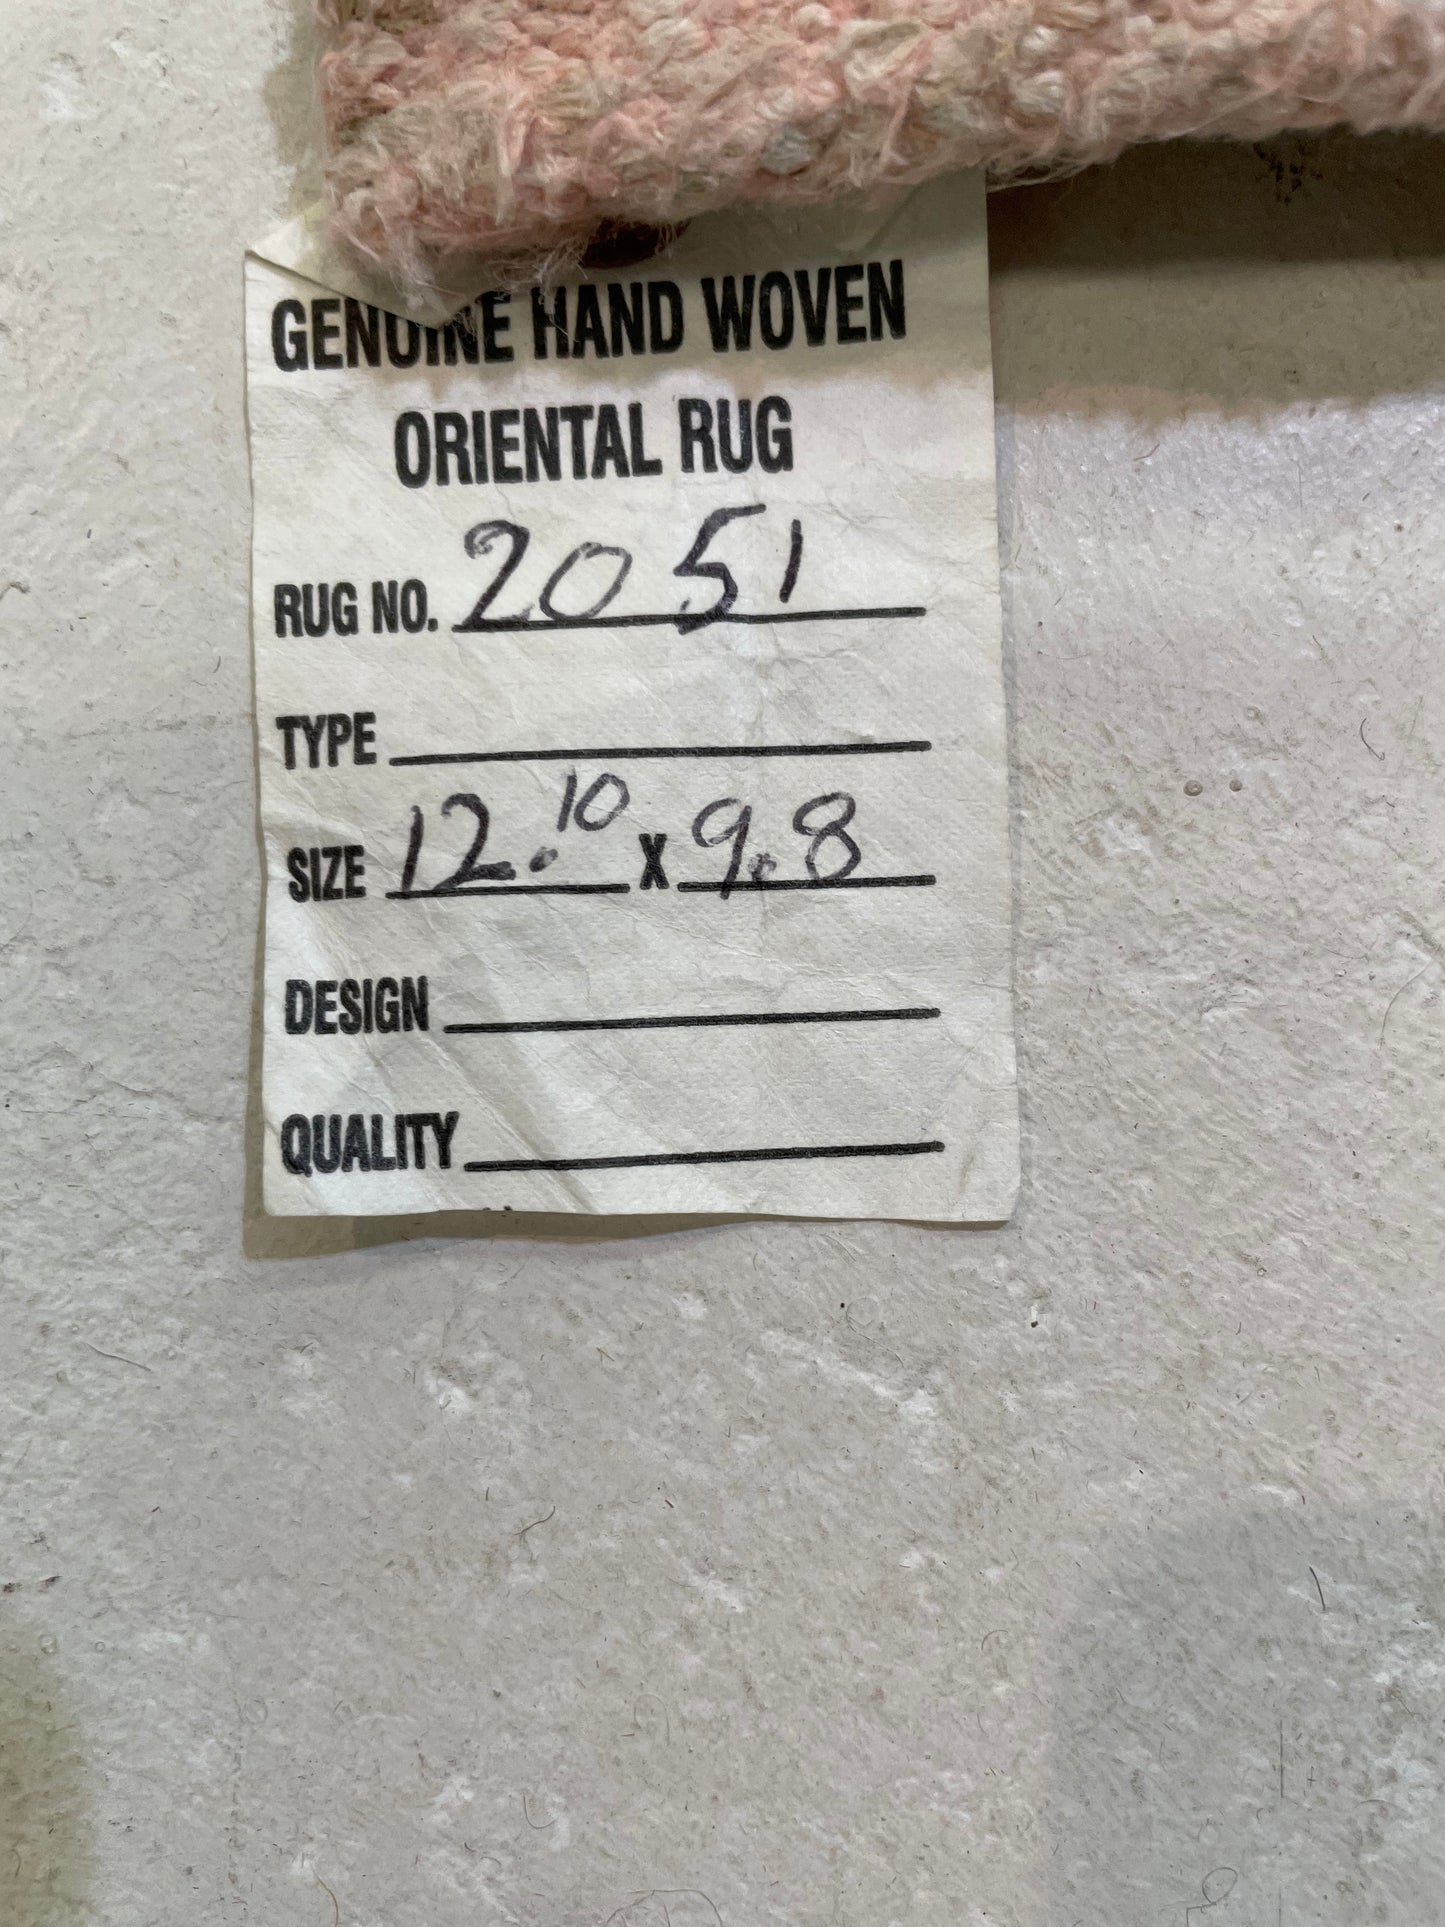 GENUINE HAND WOVEN
ORIENTAL RUG
RUG NO. 2051
TYPE
SIZE 12.10 X 9.8
DESIGN
QUALITY